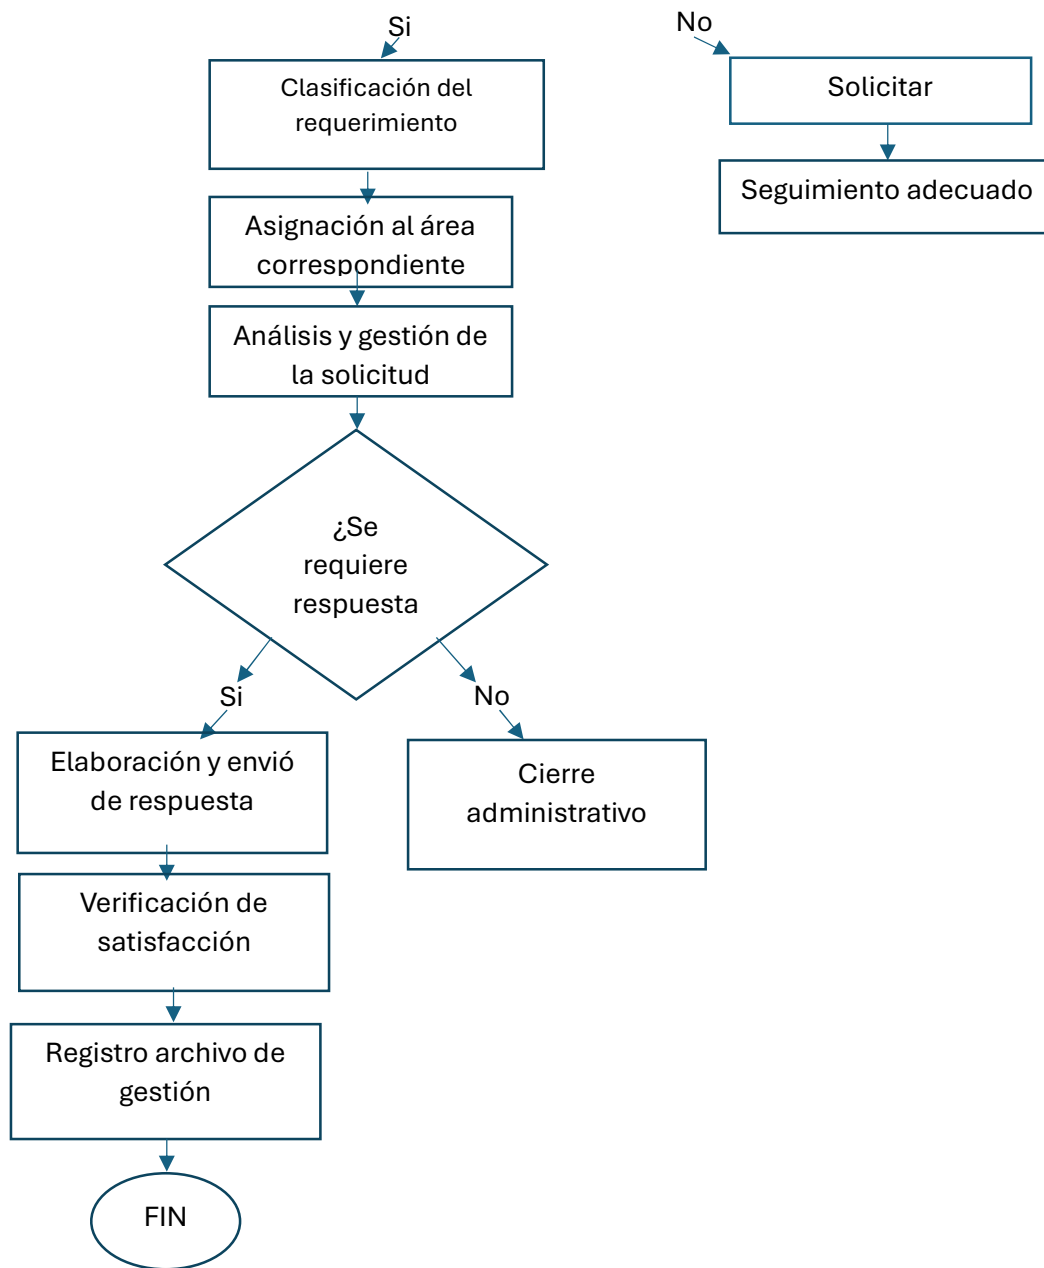 Si
No
Clasificación del
requerimiento
Solicitar
Seguimiento adecuado
Asignación al área
correspondiente
Análisis y gestión de
la solicitud
¿Se
requiere
respuesta
Si
No
Elaboración y envió
de respuesta
Cierre
administrativo
Verificación de
satisfacción
Registro archivo de
gestión
FIN